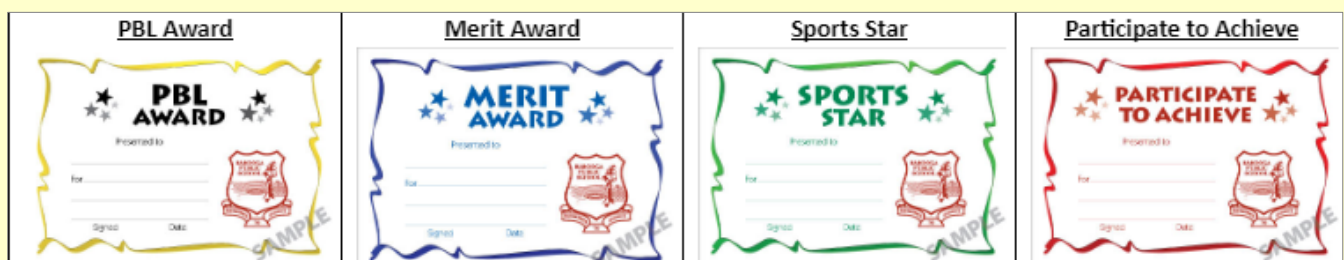 PBL Award
PBL
AWARD
Presented to
for
Signed Date
SAMPLE
Merit Award
MERIT
AWARD
Presented to
for
Signed Date
SAMPLE
Sports Star
SPORTS
STAR
Presented to
for
Signed Date
SAMPLE
Participate to Achieve
PARTICIPATE
TO ACHIEVE
Presented to
for
Signed Date
SAMPLE